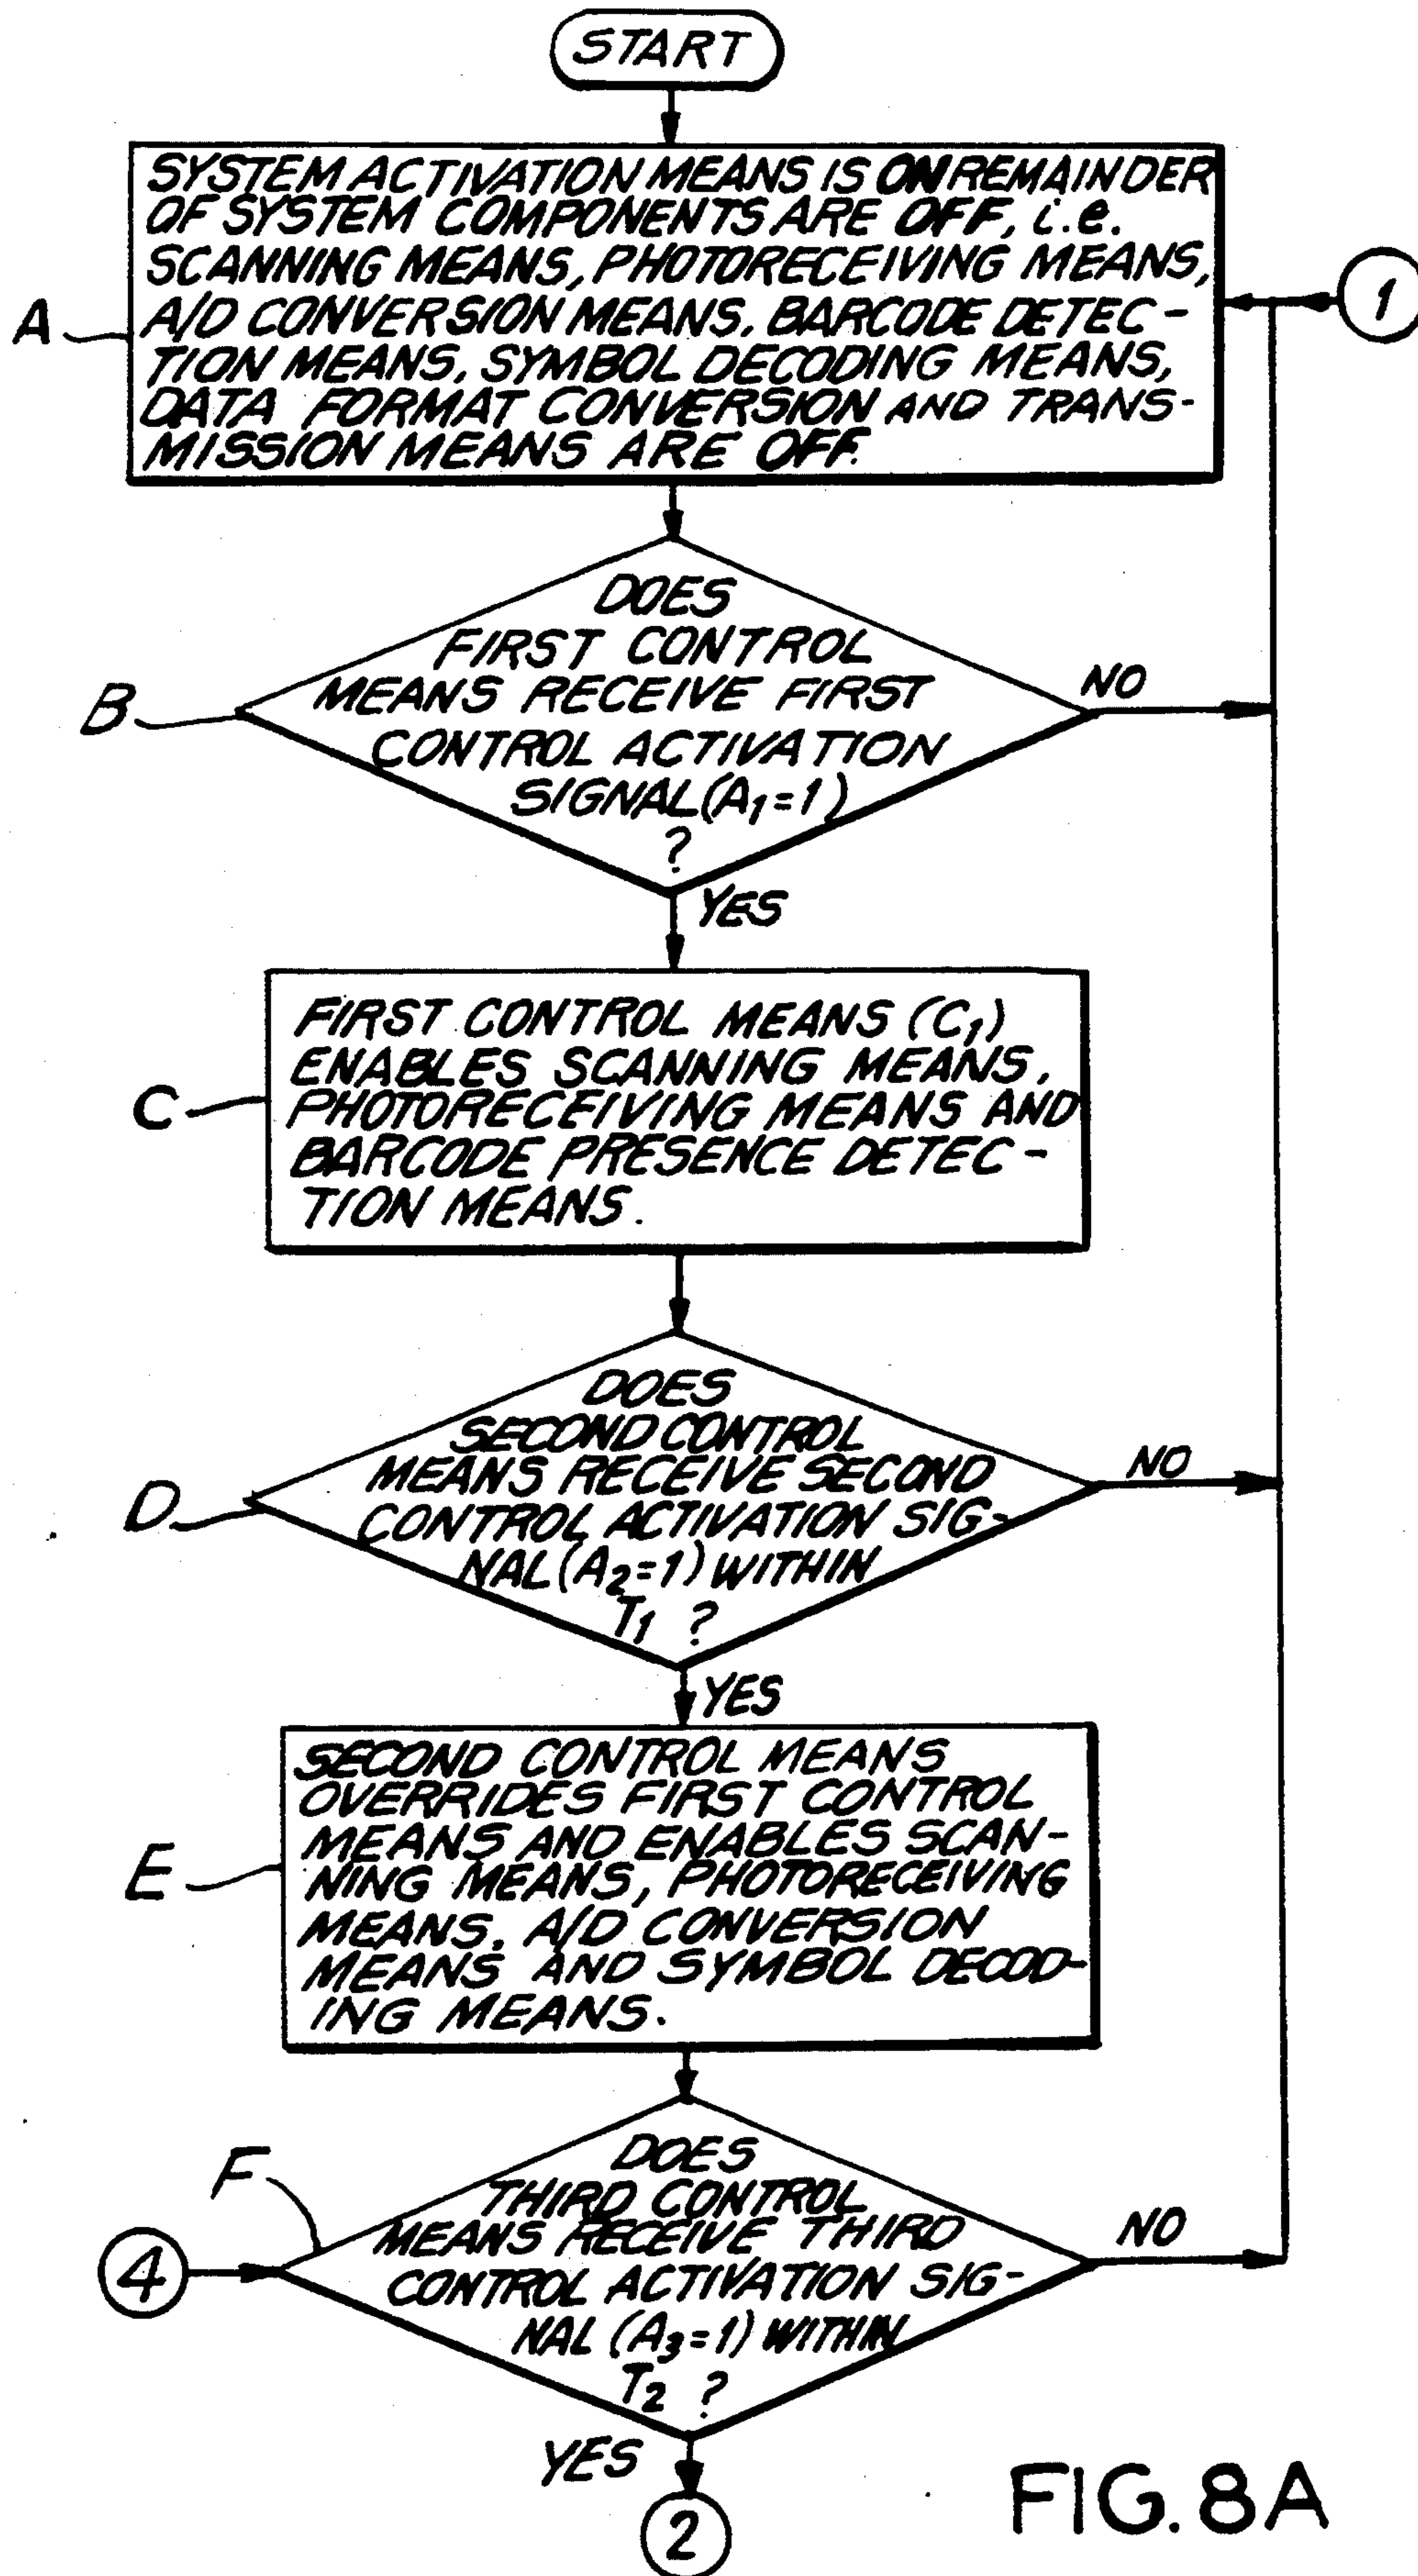 START
SYSTEM ACTIVATION MEANS IS ON REMAINDER
OF SYSTEM COMPONENTS ARE OFF, i.e.
SCANNING MEANS, PHOTORECEIVING MEANS,
A/D CONVERSION MEANS, BARCODE DETEC-
TION MEANS, SYMBOL DECODING MEANS,
DATA FORMAT CONVERSION AND TRANS-
MISSION MEANS ARE OFF.
A
1
DOES
FIRST CONTROL
MEANS RECEIVE FIRST
CONTROL ACTIVATION
SIGNAL (A1=1)
?
B
NO
YES
FIRST CONTROL MEANS (C1)
ENABLES SCANNING MEANS,
PHOTORECEIVING MEANS AND
BARCODE PRESENCE DETEC-
TION MEANS.
C
DOES
SECOND CONTROL
MEANS RECEIVE SECOND
CONTROL ACTIVATION SIG-
NAL (A2=1) WITHIN
T1 ?
D
NO
YES
SECOND CONTROL MEANS
OVERRIDES FIRST CONTROL
MEANS AND ENABLES SCAN-
NING MEANS, PHOTORECEIVING
MEANS, A/D CONVERSION
MEANS AND SYMBOL DECOD-
ING MEANS.
E
F
DOES
THIRD CONTROL
MEANS RECEIVE THIRD
CONTROL ACTIVATION SIG-
NAL (A3=1) WITHIN
T2 ?
4
NO
YES
2
FIG. 8A